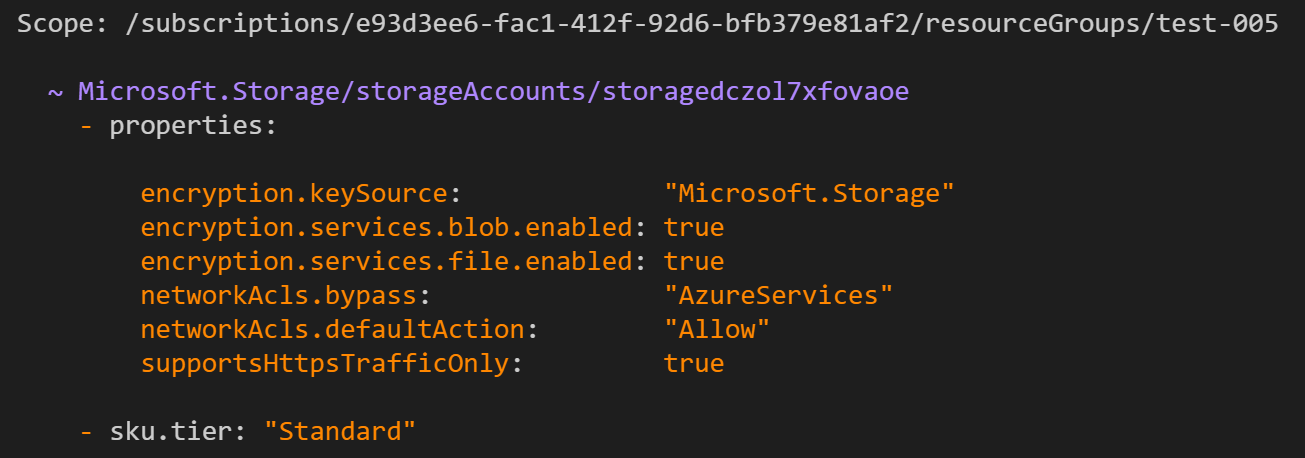 Scope: /subscriptions/e93d3ee6-fac1-412f-92d6-bfb379e81af2/resourceGroups/test-005
~ Microsoft.Storage/storageAccounts/storagedczol7xfovaoe
- properties:
encryption.keySource: "Microsoft.Storage"
encryption.services.blob.enabled: true
encryption.services.file.enabled: true
networkAcls.bypass: "AzureServices"
networkAcls.defaultAction: "Allow"
supportsHttpsTrafficOnly: true
- sku.tier: "Standard"